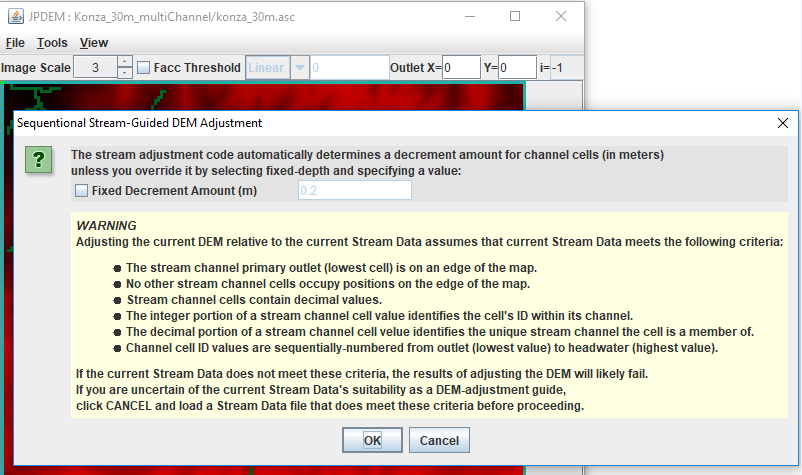 JPDEM : Konza_30m_multiChannel/konza_30m.asc
File Tools View
Image Scale 3 Facc Threshold Linear 0 Outlet X= 0 Y= 0 i= -1
Sequentional Stream-Guided DEM Adjustment
The stream adjustment code automatically determines a decrement amount for channel cells (in meters)
unless you override it by selecting fixed-depth and specifying a value:
Fixed Decrement Amount (m) 0.2
WARNING
Adjusting the current DEM relative to the current Stream Data assumes that current Stream Data meets the following criteria:
● The stream channel primary outlet (lowest cell) is on an edge of the map.
● No other stream channel cells occupy positions on the edge of the map.
● Stream channel cells contain decimal values.
● The integer portion of a stream channel cell value identifies the cell's ID within its channel.
● The decimal portion of a stream channel cell velue identifies the unique stream channel the cell is a member of.
● Channel cell ID values are sequentially-numbered from outlet (lowest value) to headwater (highest value).
If the current Stream Data does not meet these criteria, the results of adjusting the DEM will likely fail.
If you are uncertain of the current Stream Data's suitability as a DEM-adjustment guide,
click CANCEL and load a Stream Data file that does meet these criteria before proceeding.
OK Cancel